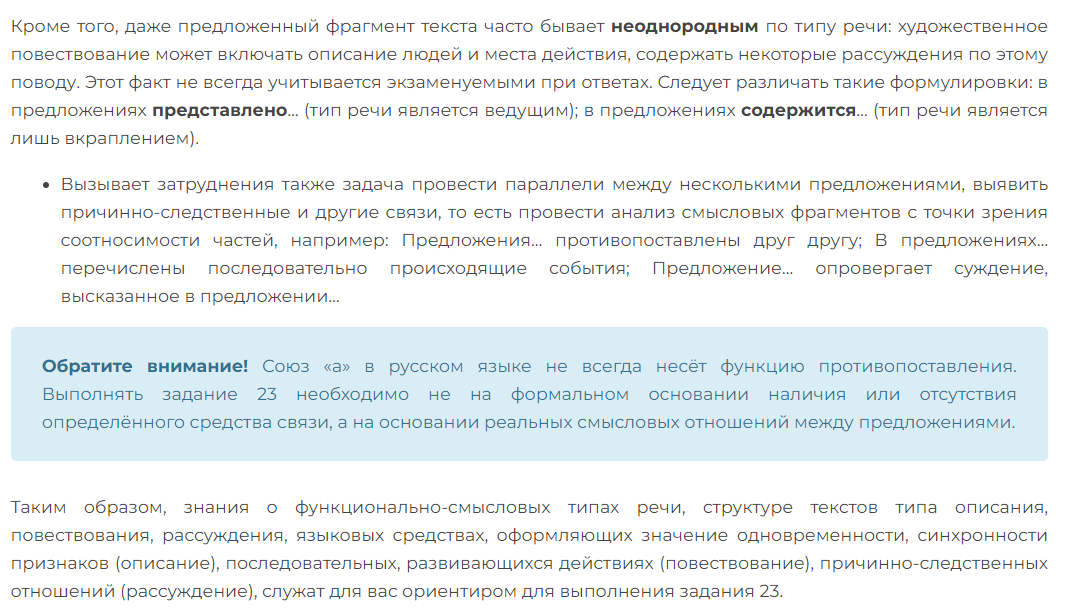 Кроме того, даже предложенный фрагмент текста часто бывает неоднородным по типу речи: художественное
повествование может включать описание людей и места действия, содержать некоторые рассуждения по этому
поводу. Этот факт не всегда учитывается экзаменуемыми при ответах. Следует различать такие формулировки: в
предложениях представлено... (тип речи является ведущим); в предложениях содержится... (тип речи является
лишь вкраплением).
• Вызывает затруднения также задача провести параллели между несколькими предложениями, выявить
причинно-следственные и другие связи, то есть провести анализ смысловых фрагментов с точки зрения
соотносимости частей, например: Предложения... противопоставлены друг другу; В предложениях...
перечислены последовательно происходящие события; Предложение... опровергает суждение,
высказанное в предложении...
Обратите внимание! Союз «а» в русском языке не всегда несёт функцию противопоставления.
Выполнять задание 23 необходимо не на формальном основании наличия или отсутствия
определённого средства связи, а на основании реальных смысловых отношений между предложениями.
Таким образом, знания о функционально-смысловых типах речи, структуре текстов типа описания,
повествования, рассуждения, языковых средствах, оформляющих значение одновременности, синхронности
признаков (описание), последовательных, развивающихся действиях (повествование), причинно-следственных
отношений (рассуждение), служат для вас ориентиром для выполнения задания 23.